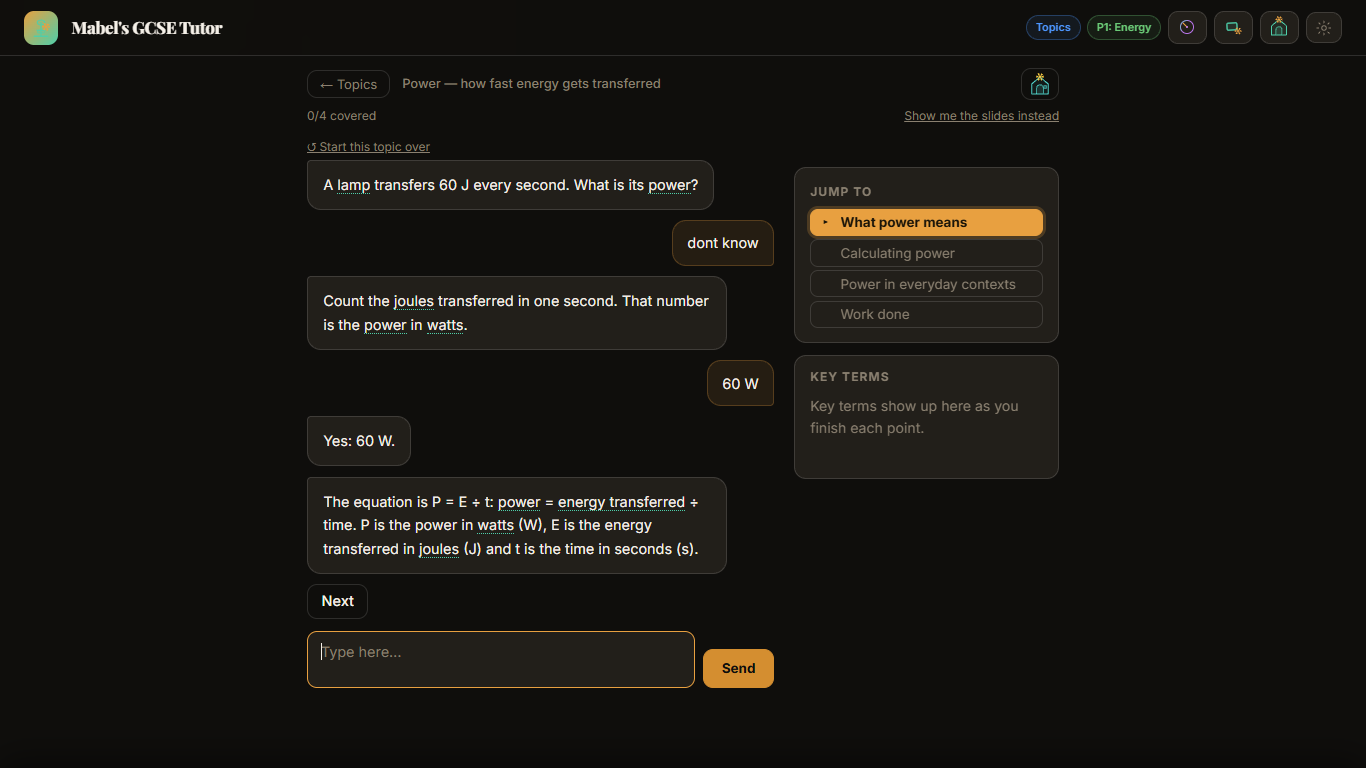 Mabel's GCSE Tutor
Topics
P1: Energy
← Topics
Power — how fast energy gets transferred
0/4 covered
Show me the slides instead
↺ Start this topic over
A lamp transfers 60 J every second. What is its power?
dont know
Count the joules transferred in one second. That number
is the power in watts.
60 W
Yes: 60 W.
The equation is P = E ÷ t: power = energy transferred ÷
time. P is the power in watts (W), E is the energy
transferred in joules (J) and t is the time in seconds (s).
Next
Type here...
Send
JUMP TO
▸ What power means
Calculating power
Power in everyday contexts
Work done
KEY TERMS
Key terms show up here as you
finish each point.